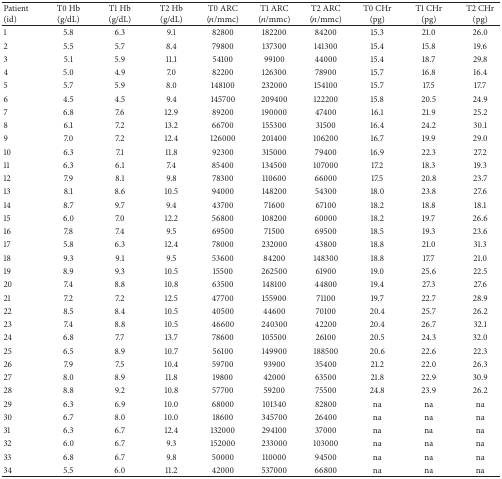 Patient T0 Hb T1 Hb T2 Hb T0 ARC T1 ARC T2 ARC T0 CHr T1 CHr T2 CHr
(id) (g/dL) (g/dL) (g/dL) (n/mmc) (n/mmc) (n/mmc) (pg) (pg) (pg)
1 5.8 6.3 9.1 82800 182200 84200 15.3 21.0 26.0
2 5.5 5.7 8.4 79800 137300 141300 15.4 15.8 19.6
3 5.1 5.9 11.1 54100 99100 44000 15.4 18.7 29.8
4 5.0 4.9 7.0 82200 126300 78900 15.7 16.8 16.4
5 5.7 5.9 8.0 148100 232000 154100 15.7 17.5 17.7
6 4.5 4.5 9.4 145700 209400 122200 15.8 20.5 24.9
7 6.8 7.6 12.9 89200 190000 47400 16.1 21.9 25.2
8 6.1 7.2 13.2 66700 155300 31500 16.4 24.2 30.1
9 7.0 7.2 12.4 126000 201400 106200 16.7 19.9 29.0
10 6.3 7.1 11.8 92300 315000 79400 16.9 22.3 27.2
11 6.3 6.1 7.4 85400 134500 107000 17.2 18.3 19.3
12 7.9 8.1 9.8 78300 110600 66000 17.5 20.8 23.7
13 8.1 8.6 10.5 94000 148200 54300 18.0 23.8 27.6
14 8.7 9.7 9.4 43700 71600 67100 18.2 18.8 18.1
15 6.0 7.0 12.2 56800 108200 60000 18.2 19.7 26.6
16 7.8 7.4 9.5 69500 71500 69500 18.5 19.3 23.6
17 5.8 6.3 12.4 78000 232000 43800 18.8 21.0 31.3
18 9.3 9.1 9.5 53600 84200 148300 18.8 17.7 21.0
19 8.9 9.3 10.5 15500 262500 61900 19.0 25.6 22.5
20 7.4 8.8 10.8 63500 148100 44800 19.4 27.3 27.6
21 7.2 7.2 12.5 47700 155900 71100 19.7 22.7 28.9
22 8.5 8.4 10.5 40500 44600 70100 20.4 25.7 26.2
23 7.4 8.8 10.5 46600 240300 42200 20.4 26.7 32.1
24 6.8 7.7 13.7 78600 105500 26100 20.5 24.3 32.0
25 6.5 8.9 10.7 56100 149900 188500 20.6 22.6 22.3
26 7.9 7.5 10.4 59700 93900 35400 21.2 22.0 26.3
27 8.0 8.9 11.8 19800 42000 63500 21.8 22.9 30.9
28 8.8 9.2 10.8 57700 59200 75500 24.8 23.9 26.2
29 6.3 6.9 10.0 68000 101340 82800 na na na
30 6.7 8.0 10.0 18600 345700 26400 na na na
31 6.3 6.7 12.4 132000 294100 37000 na na na
32 6.0 6.7 9.3 152000 233000 103000 na na na
33 6.8 6.7 9.8 50000 110000 94500 na na na
34 5.5 6.0 11.2 42000 537000 66800 na na na